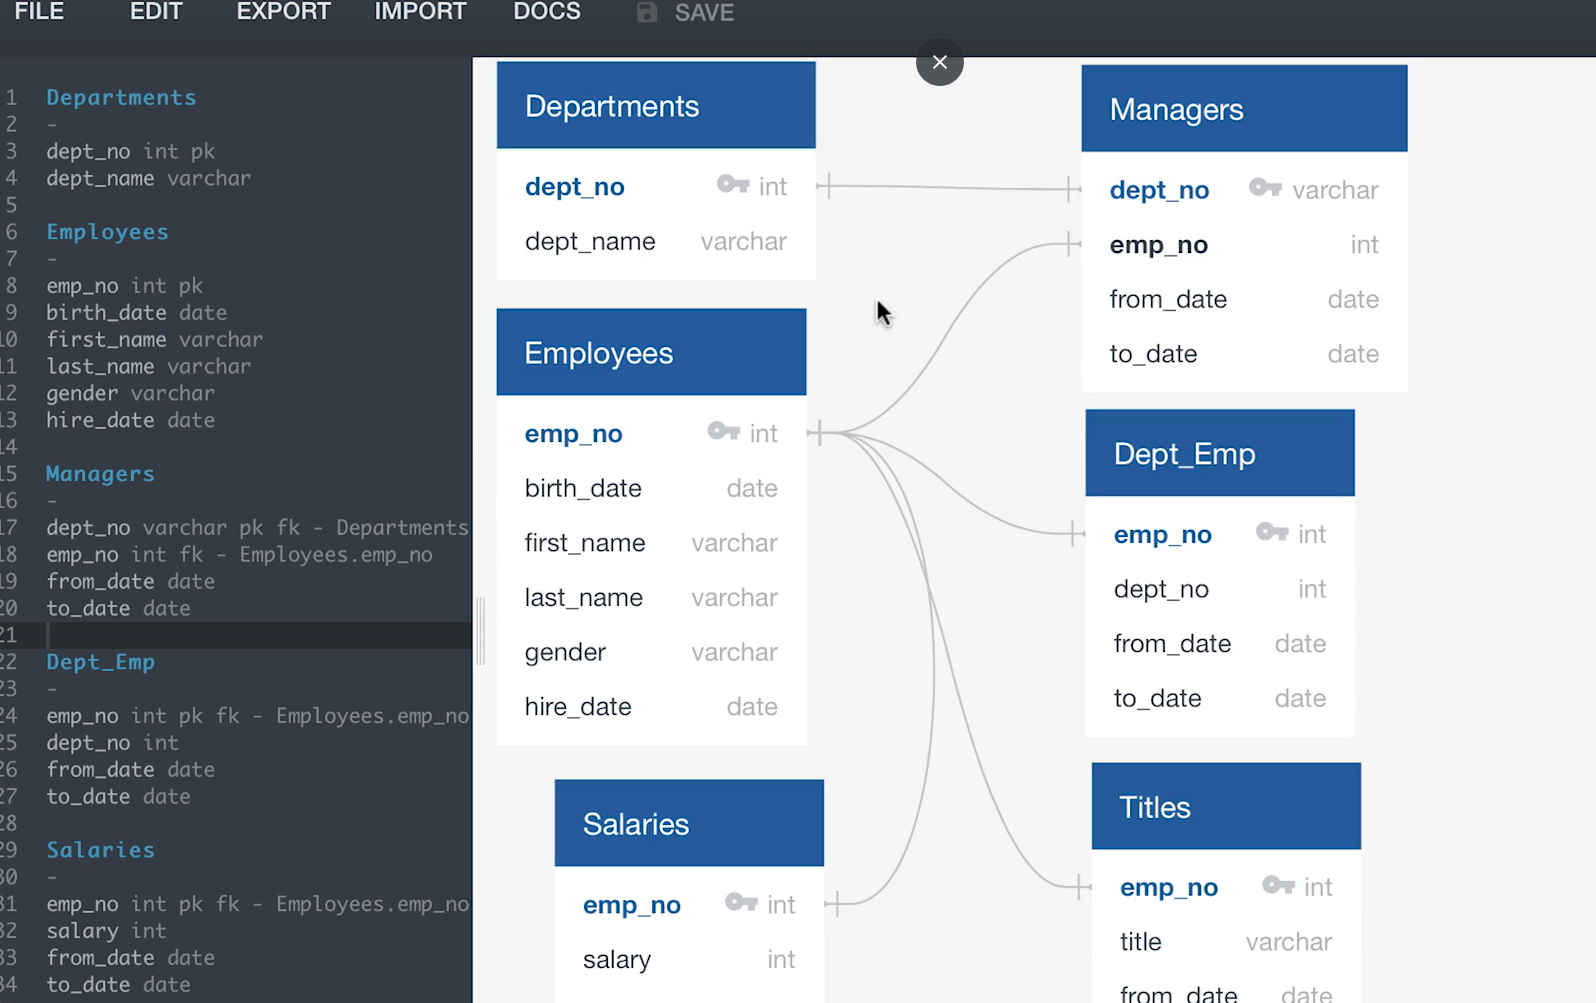 FILE EDIT EXPORT IMPORT DOCS SAVE
1 Departments
2 -
3 dept_no int pk
4 dept_name varchar
5
6 Employees
7 -
8 emp_no int pk
9 birth_date date
10 first_name varchar
11 last_name varchar
12 gender varchar
13 hire_date date
14
15 Managers
16 -
17 dept_no varchar pk fk - Departments
18 emp_no int fk - Employees.emp_no
19 from_date date
20 to_date date
21
22 Dept_Emp
23 -
24 emp_no int pk fk - Employees.emp_no
25 dept_no int
26 from_date date
27 to_date date
28
29 Salaries
30 -
31 emp_no int pk fk - Employees.emp_no
32 salary int
33 from_date date
34 to_date date
Departments
dept_no int
dept_name varchar
Employees
emp_no int
birth_date date
first_name varchar
last_name varchar
gender varchar
hire_date date
Salaries
emp_no int
salary int
Managers
dept_no varchar
emp_no int
from_date date
to_date date
Dept_Emp
emp_no int
dept_no int
from_date date
to_date date
Titles
emp_no int
title varchar
from_date date